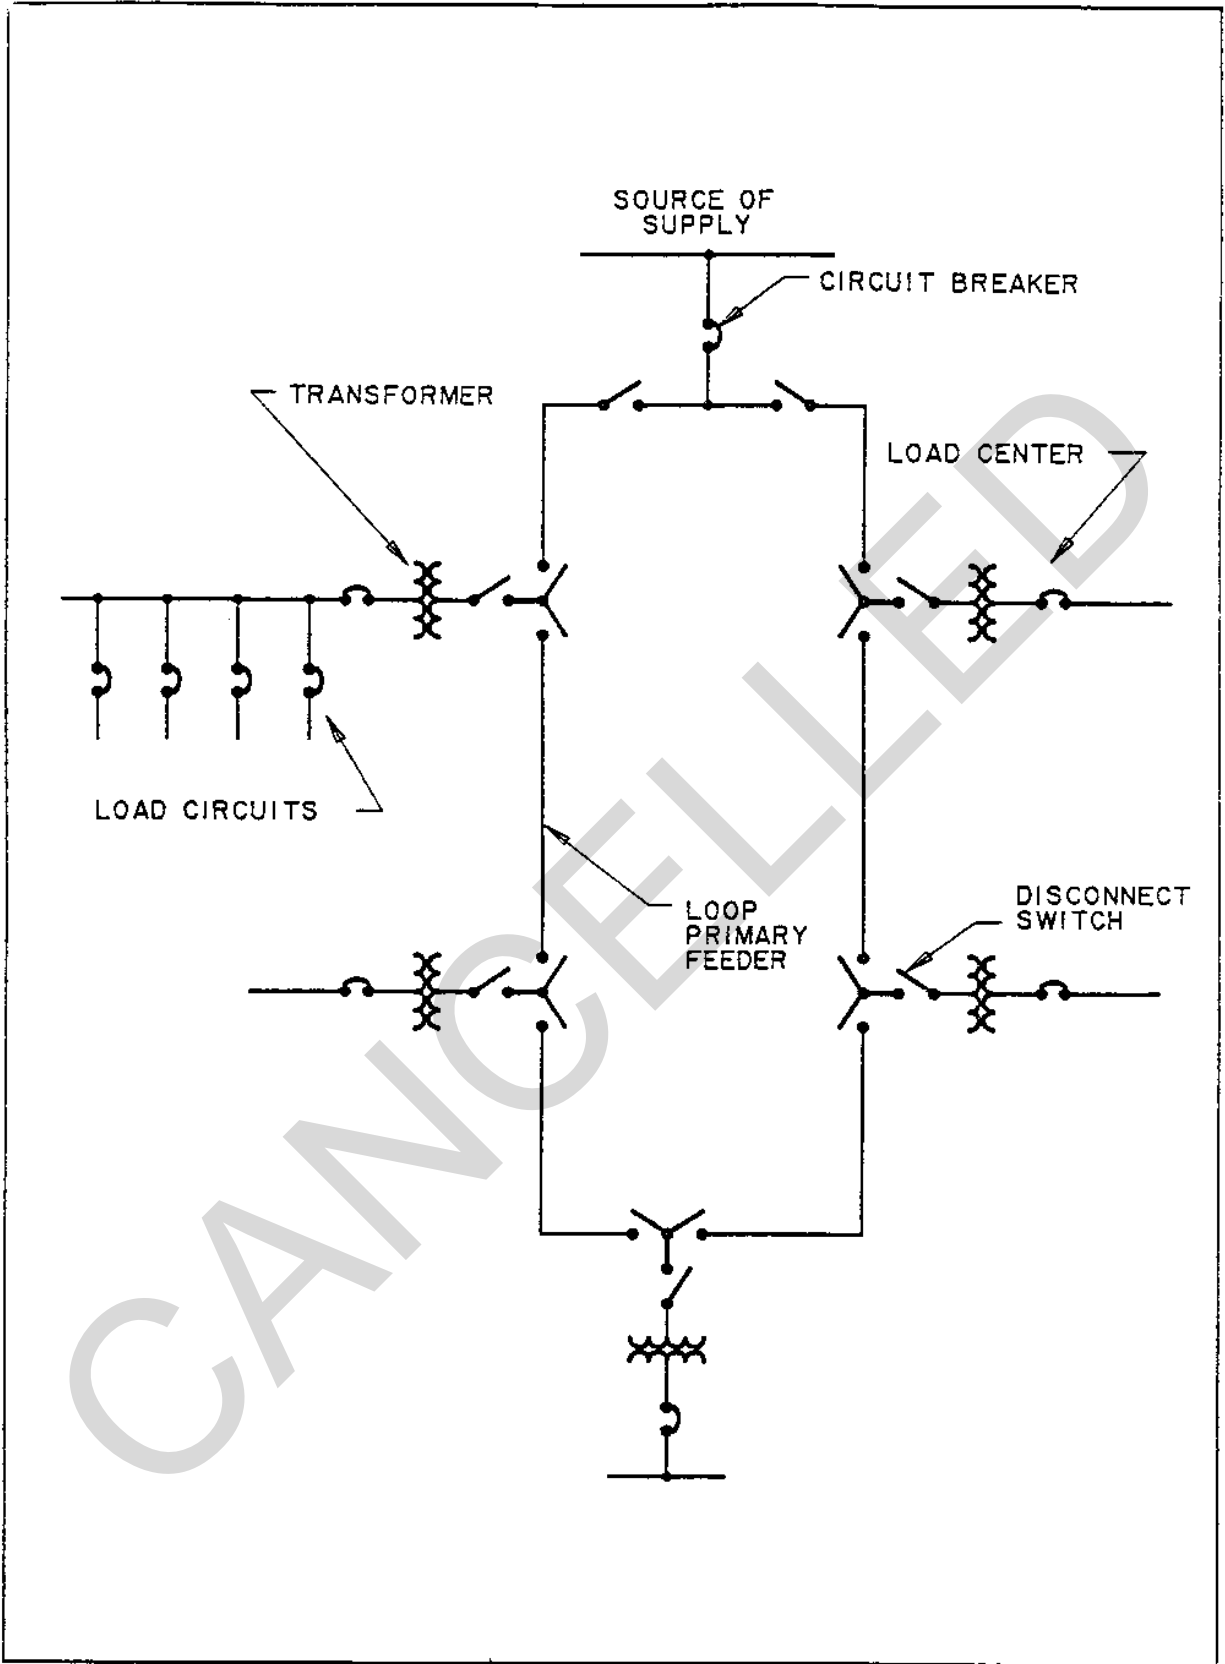 SOURCE OF
SUPPLY
CIRCUIT BREAKER
TRANSFORMER
LOAD CENTER
LOAD CIRCUITS
LOOP
PRIMARY
FEEDER
DISCONNECT
SWITCH
CANCELLED